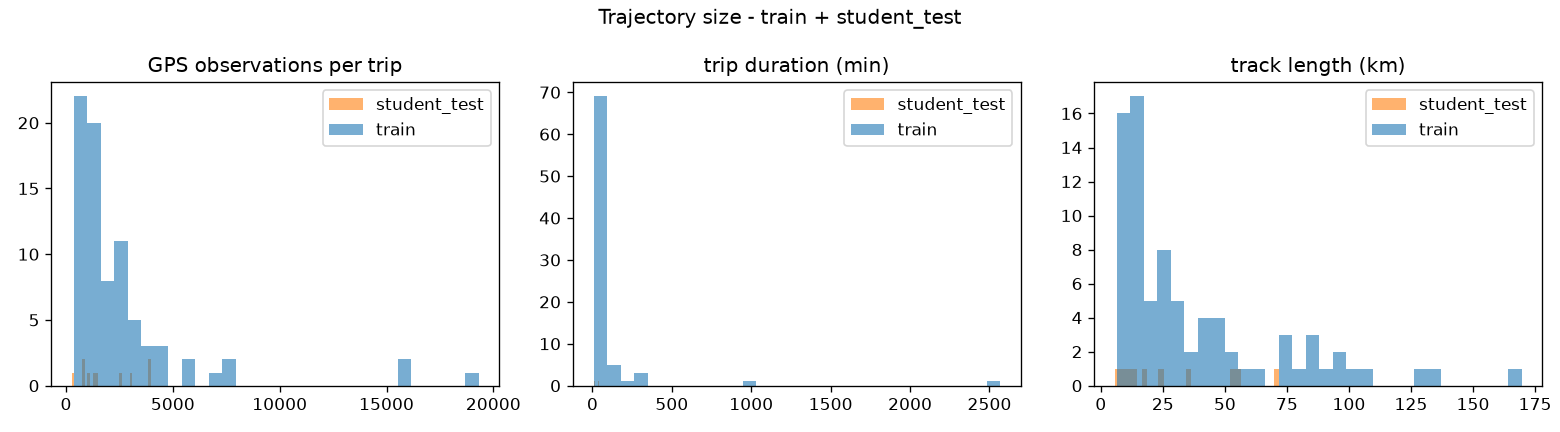 Trajectory size - train + student_test
GPS observations per trip
student_test
train
20
15
10
5
0
0 5000 10000 15000 20000
trip duration (min)
student_test
train
70
60
50
40
30
20
10
0
0 500 1000 1500 2000 2500
track length (km)
student_test
train
16
14
12
10
8
6
4
2
0
0 25 50 75 100 125 150 175